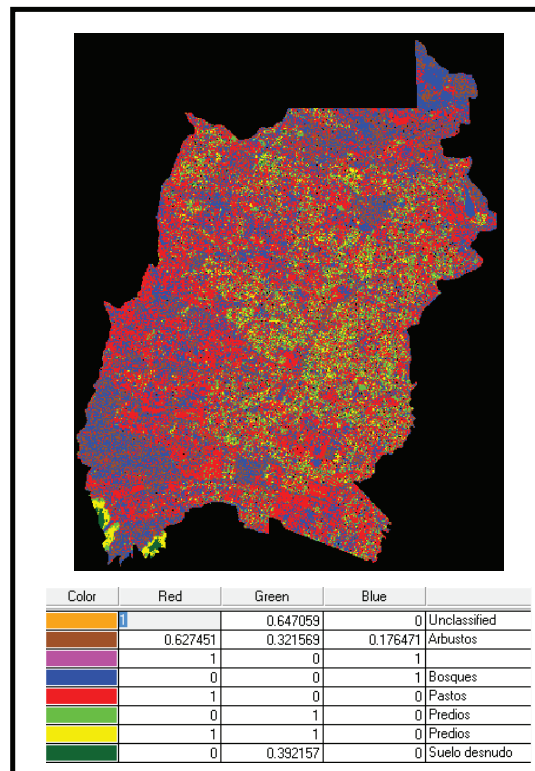 Color Red Green Blue
1 0.647059 0 Unclassified
0.627451 0.321569 0.176471 Arbustos
1 0 1
0 0 1 Bosques
1 0 0 Pastos
0 1 0 Predios
1 1 0 Predios
0 0.392157 0 Suelo desnudo